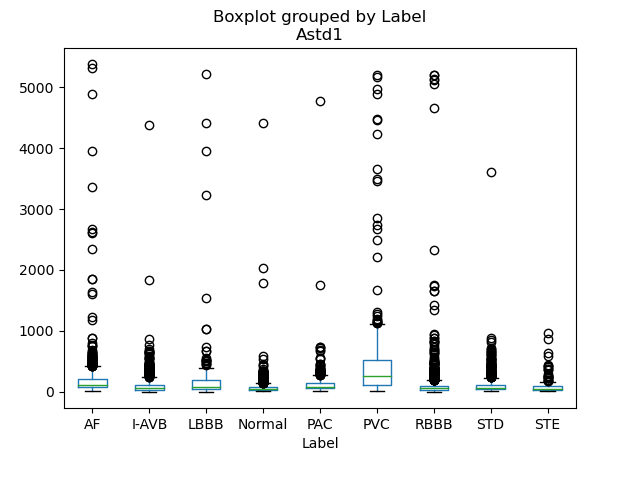 Boxplot grouped by Label
Astd1
5000
4000
3000
2000
1000
0
AF I-AVB LBBB Normal PAC PVC RBBB STD STE
Label